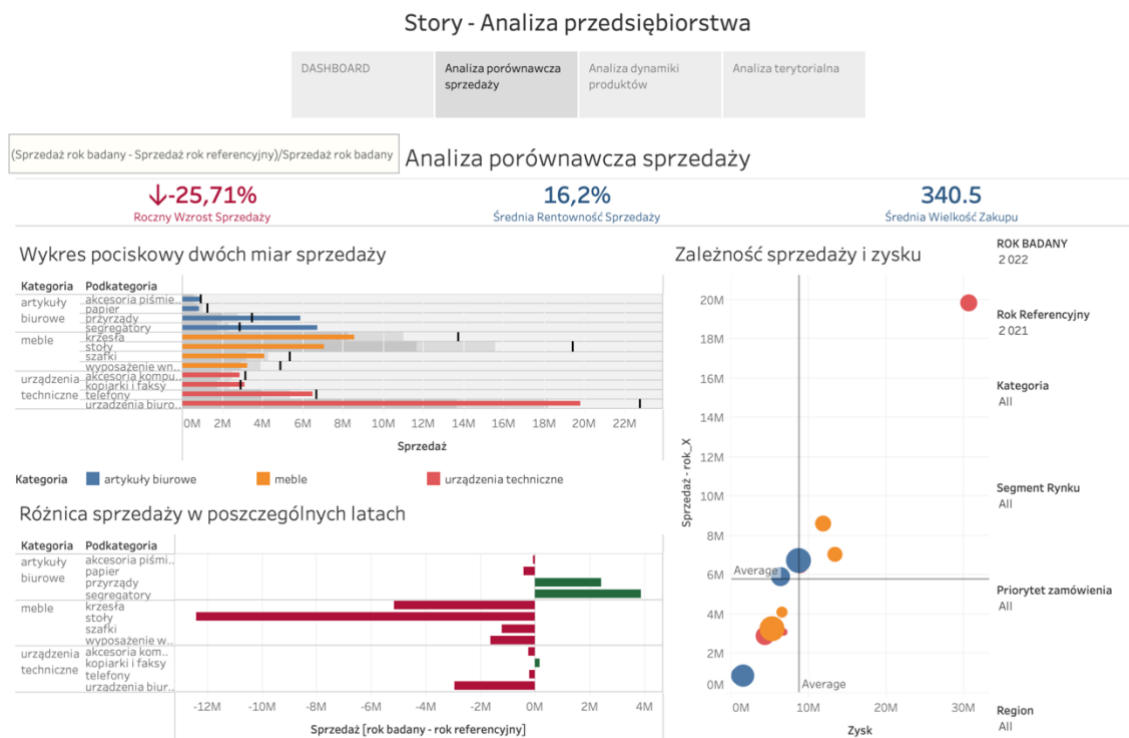 Story - Analiza przedsiębiorstwa
DASHBOARD
Analiza porównawcza
sprzedaży
Analiza dynamiki
produktów
Analiza terytorialna
(Sprzedaż rok badany - Sprzedaż rok referencyjny)/Sprzedaż rok badany
Analiza porównawcza sprzedaży
↓-25,71%
Roczny Wzrost Sprzedaży
16,2%
Średnia Rentowność Sprzedaży
340.5
Średnia Wielkość Zakupu
Wykres pociskowy dwóch miar sprzedaży
Kategoria Podkategoria
artykuły
biurowe
akcesoria piśmie..
papier
przyrządy
segregatory
meble
krzesła
stoły
szafki
wyposażenie wn..
urządzenia
techniczne
akcesoria kompu..
kopiarki i faksy
telefony
urządzenia biuro..
0M 2M 4M 6M 8M 10M 12M 14M 16M 18M 20M 22M
Sprzedaż
Kategoria artykuły biurowe meble urządzenia techniczne
Różnica sprzedaży w poszczególnych latach
Kategoria Podkategoria
artykuły
biurowe
akcesoria piśmi..
papier
przyrządy
segregatory
meble
krzesła
stoły
szafki
wyposażenie w..
urządzenia
techniczne
akcesoria kom..
kopiarki i faksy
telefony
urządzenia biur..
-12M -10M -8M -6M -4M -2M 0M 2M 4M
Sprzedaż [rok badany - rok referencyjny]
Zależność sprzedaży i zysku
20M
18M
16M
14M
12M
10M
8M
6M
4M
2M
0M
Sprzedaż - rok_X
Average
Average
0M 10M 30M
Zysk
ROK BADANY
2 022
Rok Referencyjny
2 021
Kategoria
All
Segment Rynku
All
Priorytet zamówienia
All
Region
All